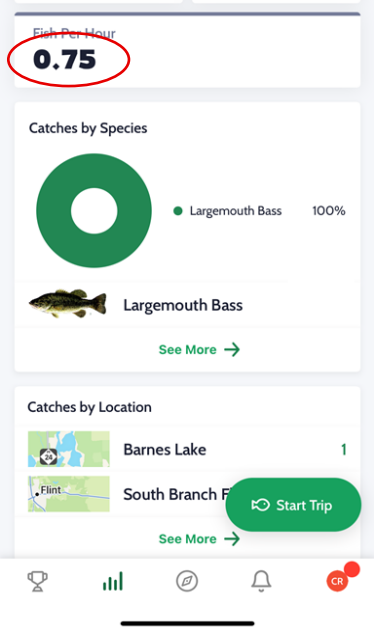 Fish Per Hour
0.75
Catches by Species
Largemouth Bass 100%
Largemouth Bass
See More
Catches by Location
24
Barnes Lake 1
Flint
South Branch
Start Trip
See More
CR